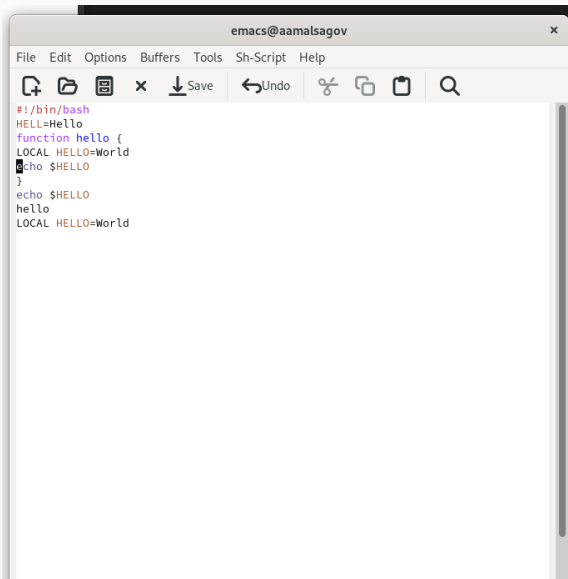 emacs@aamalsagov
File Edit Options Buffers Tools Sh-Script Help
Save Undo
#!/bin/bash
HELL=Hello
function hello {
LOCAL HELLO=World
echo $HELLO
}
echo $HELLO
hello
LOCAL HELLO=World